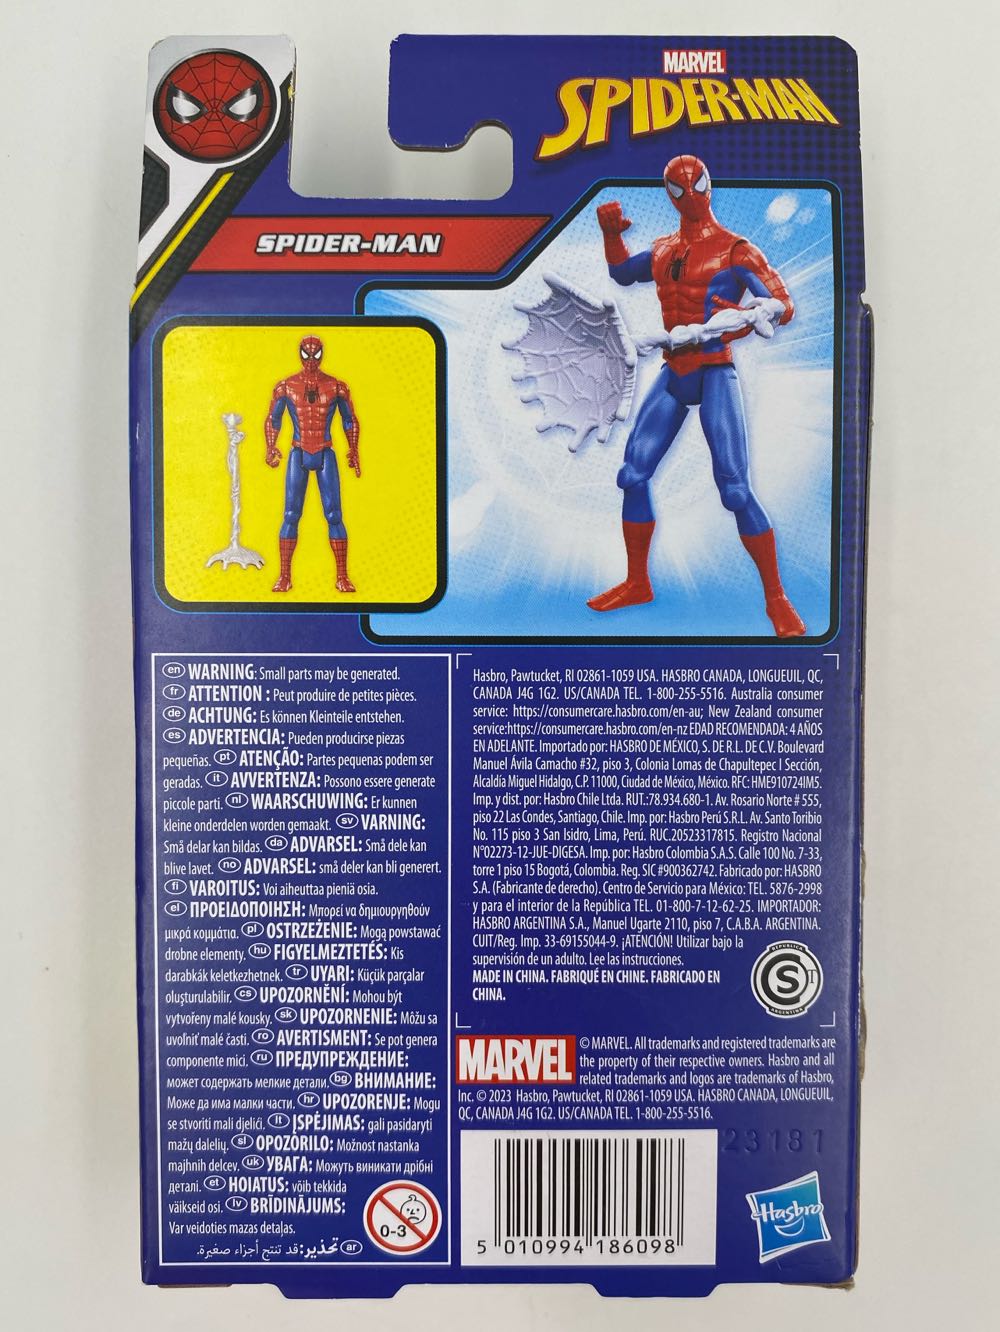 MARVEL
SPIDER-MAN
SPIDER-MAN
en WARNING: Small parts may be generated.
fr ATTENTION : Peut produire de petites pièces.
de ACHTUNG: Es können Kleinteile entstehen.
es ADVERTENCIA: Pueden producirse piezas
pequeñas. pt ATENÇÃO: Partes pequenas podem ser
geradas. it AVVERTENZA: Possono essere generate
piccole parti. nl WAARSCHUWING: Er kunnen
kleine onderdelen worden gemaakt. sv VARNING:
Små delar kan bildas. da ADVARSEL: Små dele kan
blive lavet. no ADVARSEL: små deler kan bli generert.
fi VAROITUS: Voi aiheuttaa pieniä osia.
el ΠΡΟΕΙΔΟΠΟΙΗΣΗ: Μπορεί να δημιουργηθούν
μικρά κομμάτια. pl OSTRZEŻENIE: Mogą powstawać
drobne elementy. hu FIGYELMEZTETÉS: Kis
darabkák keletkezhetnek. tr UYARI: Küçük parçalar
oluşturulabilir. cs UPOZORNĚNÍ: Mohou být
vytvořeny malé kousky. sk UPOZORNENIE: Môžu sa
uvoľniť malé časti. ro AVERTISMENT: Se pot genera
componente mici. ru ПРЕДУПРЕЖДЕНИЕ:
может содержать мелкие детали. bg ВНИМАНИЕ:
Може да има малки части. hr UPOZORENJE: Mogu
se stvoriti mali djelići. lt ĮSPĖJIMAS: gali pasidaryti
mažų dalelių. sl OPOZORILO: Možnost nastanka
majhnih delcev. uk УВАГА: Можуть виникати дрібні
деталі. et HOIATUS: võib tekkida
väikseid osi. lv BRĪDINĀJUMS:
Var veidoties mazas detaļas.
ar تحذير: قد تنتج أجزاء صغيرة.
0-3
Hasbro, Pawtucket, RI 02861-1059 USA. HASBRO CANADA, LONGUEUIL, QC,
CANADA J4G 1G2. US/CANADA TEL. 1-800-255-5516. Australia consumer
service: https://consumercare.hasbro.com/en-au; New Zealand consumer
service:https://consumercare.hasbro.com/en-nz EDAD RECOMENDADA: 4 AÑOS
EN ADELANTE. Importado por: HASBRO DE MÉXICO, S. DE R.L. DE C.V. Boulevard
Manuel Ávila Camacho #32, piso 3, Colonia Lomas de Chapultepec I Sección,
Alcaldía Miguel Hidalgo, C.P. 11000, Ciudad de México, México. RFC: HME910724IM5.
Imp. y dist. por: Hasbro Chile Ltda. RUT.:78.934.680-1. Av. Rosario Norte # 555,
piso 22 Las Condes, Santiago, Chile. Imp. por: Hasbro Perú S.R.L. Av. Santo Toribio
No. 115 piso 3 San Isidro, Lima, Perú. RUC.20523317815. Registro Nacional
N°02273-12-JUE-DIGESA. Imp. por: Hasbro Colombia S.A.S. Calle 100 No. 7-33,
torre 1 piso 15 Bogotá, Colombia. Reg. SIC #900362742. Fabricado por: HASBRO
S.A. (Fabricante de derecho). Centro de Servicio para México: TEL. 5876-2998
y para el interior de la República TEL. 01-800-7-12-62-25. IMPORTADOR:
HASBRO ARGENTINA S.A., Manuel Ugarte 2110, piso 7, C.A.B.A. ARGENTINA.
CUIT/Reg. Imp. 33-69155044-9. ¡ATENCIÓN! Utilizar bajo la
supervisión de un adulto. Lee las instrucciones.
MADE IN CHINA. FABRIQUÉ EN CHINE. FABRICADO EN
CHINA.
REPUBLICA
S T
ARGENTINA
MARVEL
© MARVEL. All trademarks and registered trademarks are
the property of their respective owners. Hasbro and all
related trademarks and logos are trademarks of Hasbro,
Inc. © 2023 Hasbro, Pawtucket, RI 02861-1059 USA. HASBRO CANADA, LONGUEUIL,
QC, CANADA J4G 1G2. US/CANADA TEL. 1-800-255-5516.
23181
5 010994 186098
Hasbro